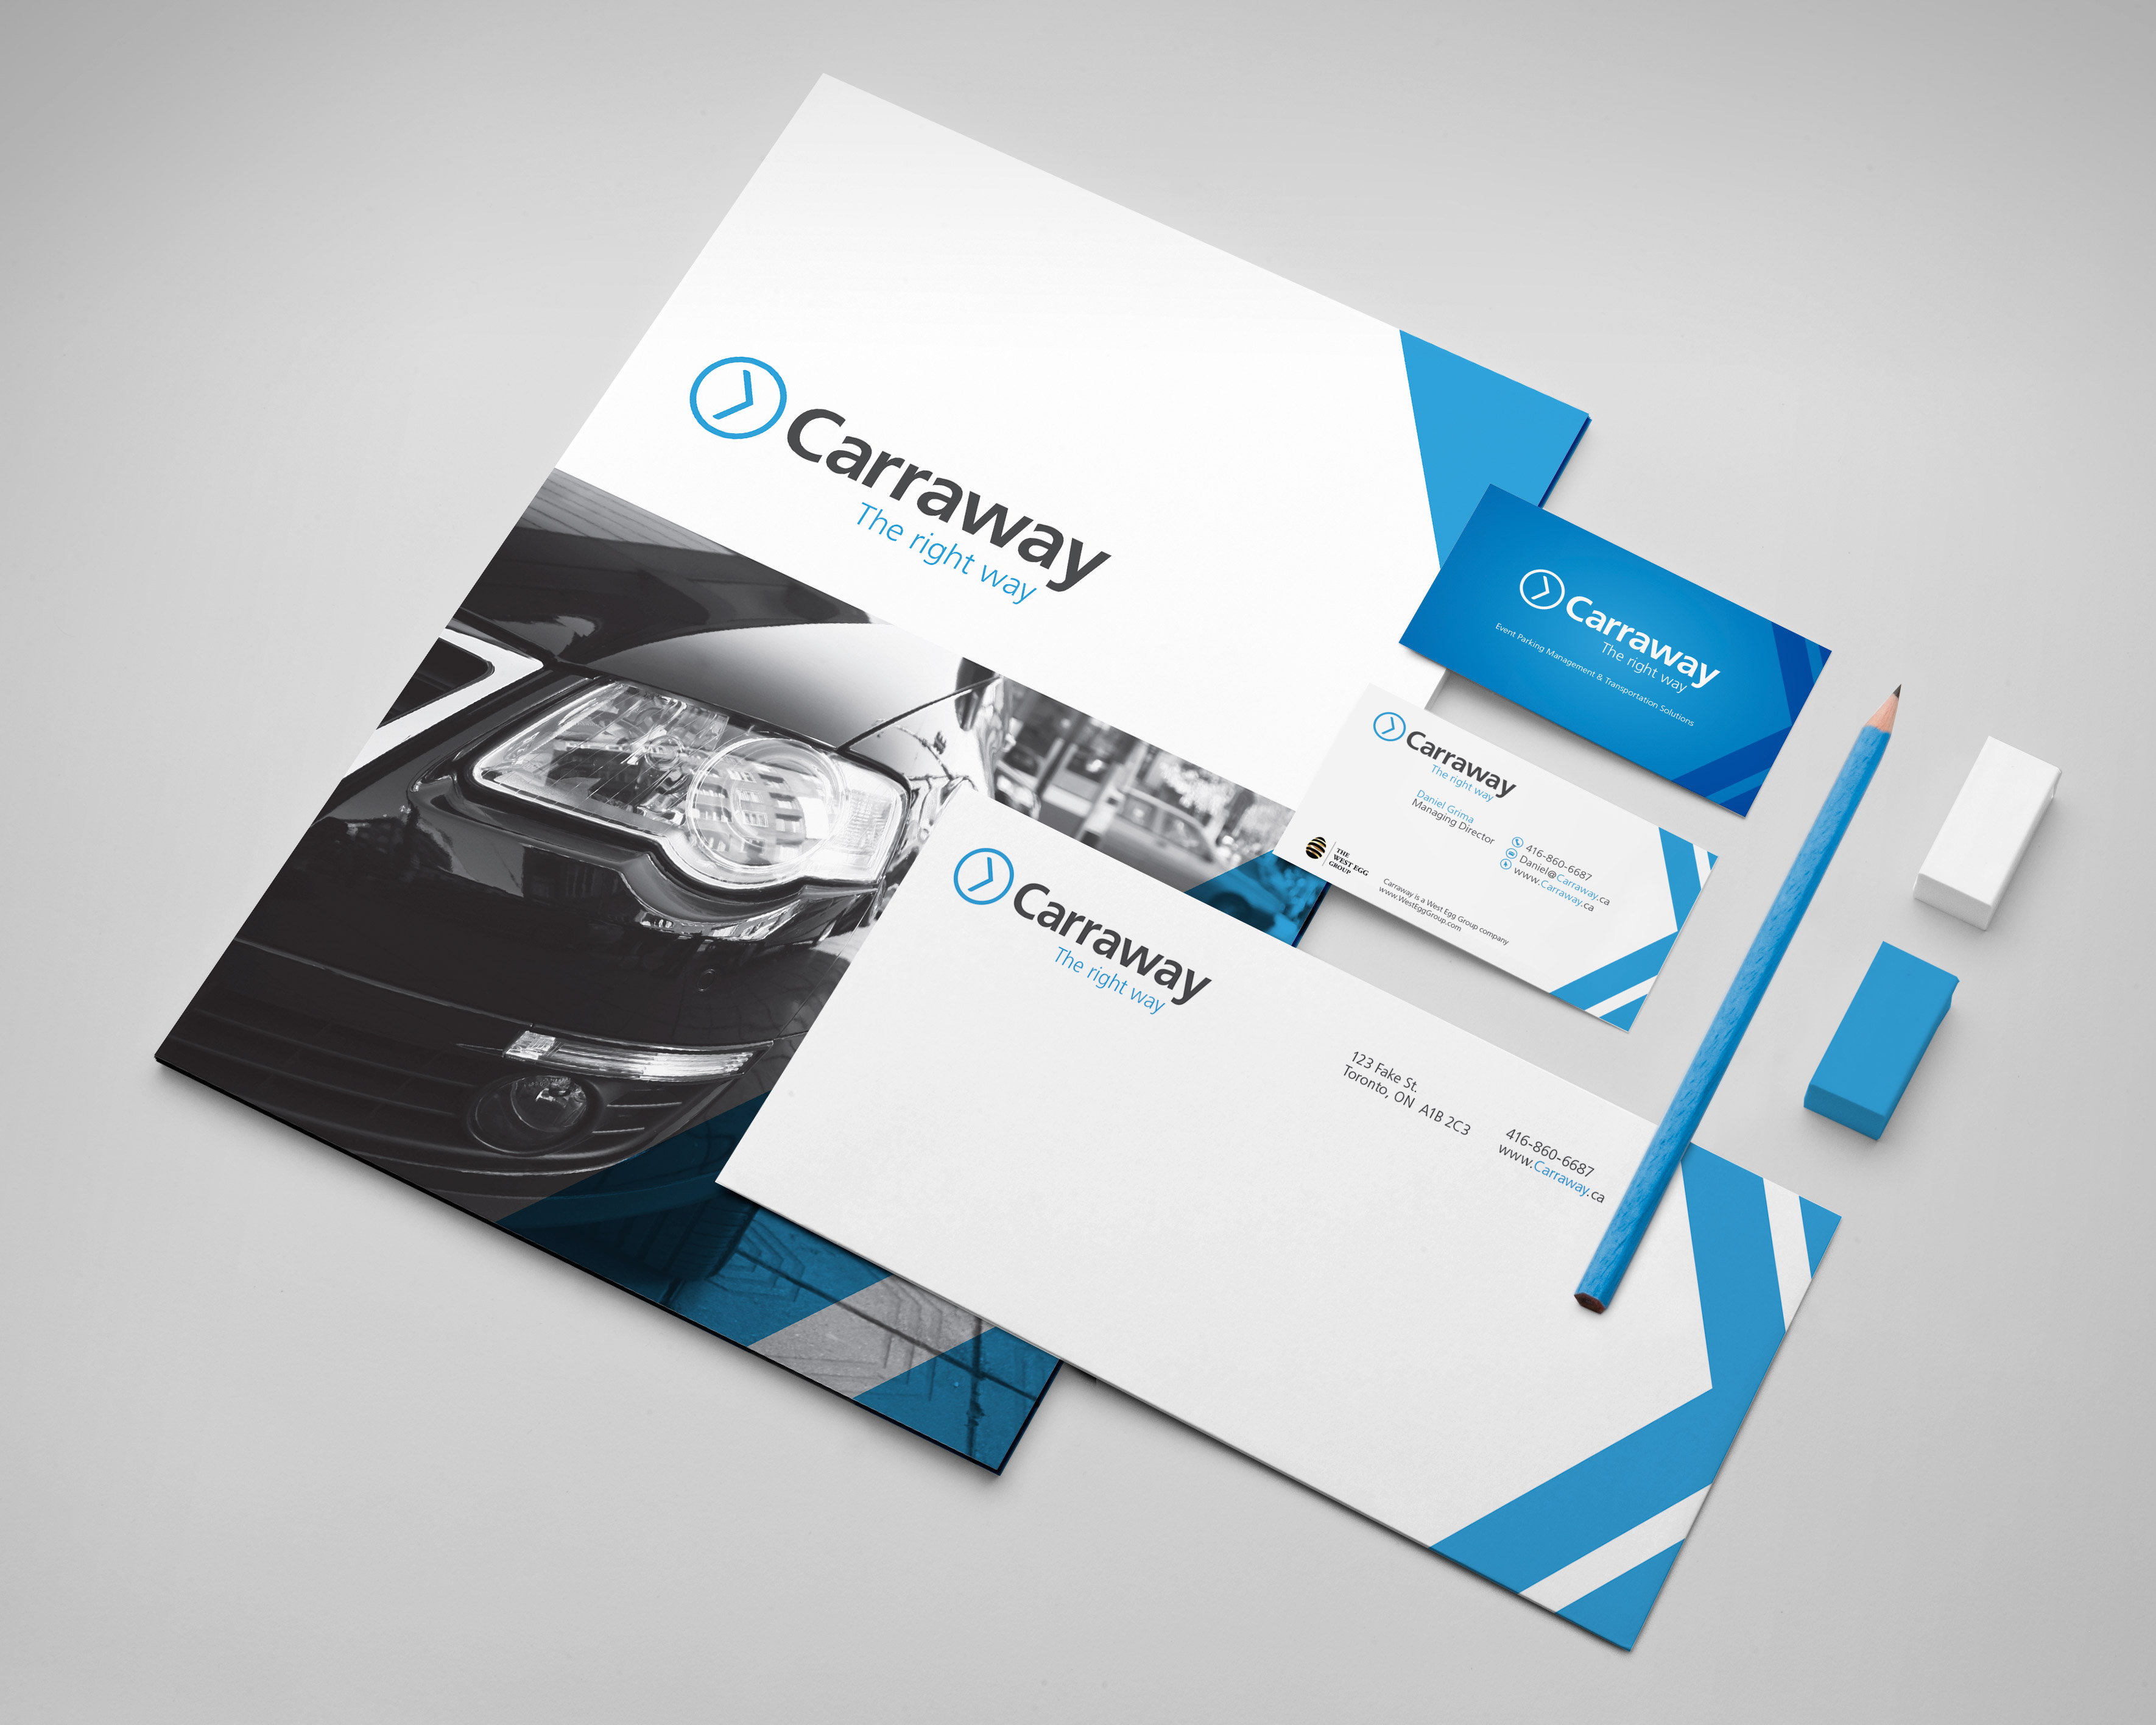 Carraway
The right way
Carraway
The right way
Event Parking Management & Transportation Solutions
Carraway
The right way
Daniel Grima
Managing Director
416-860-6687
Daniel@Carraway.ca
www.Carraway.ca
THE
WEST EGG
GROUP
Carraway is a West Egg Group company
www.WestEggGroup.com
Carraway
The right way
123 Fake St.
Toronto, ON A1B 2C3
416-860-6687
www.Carraway.ca